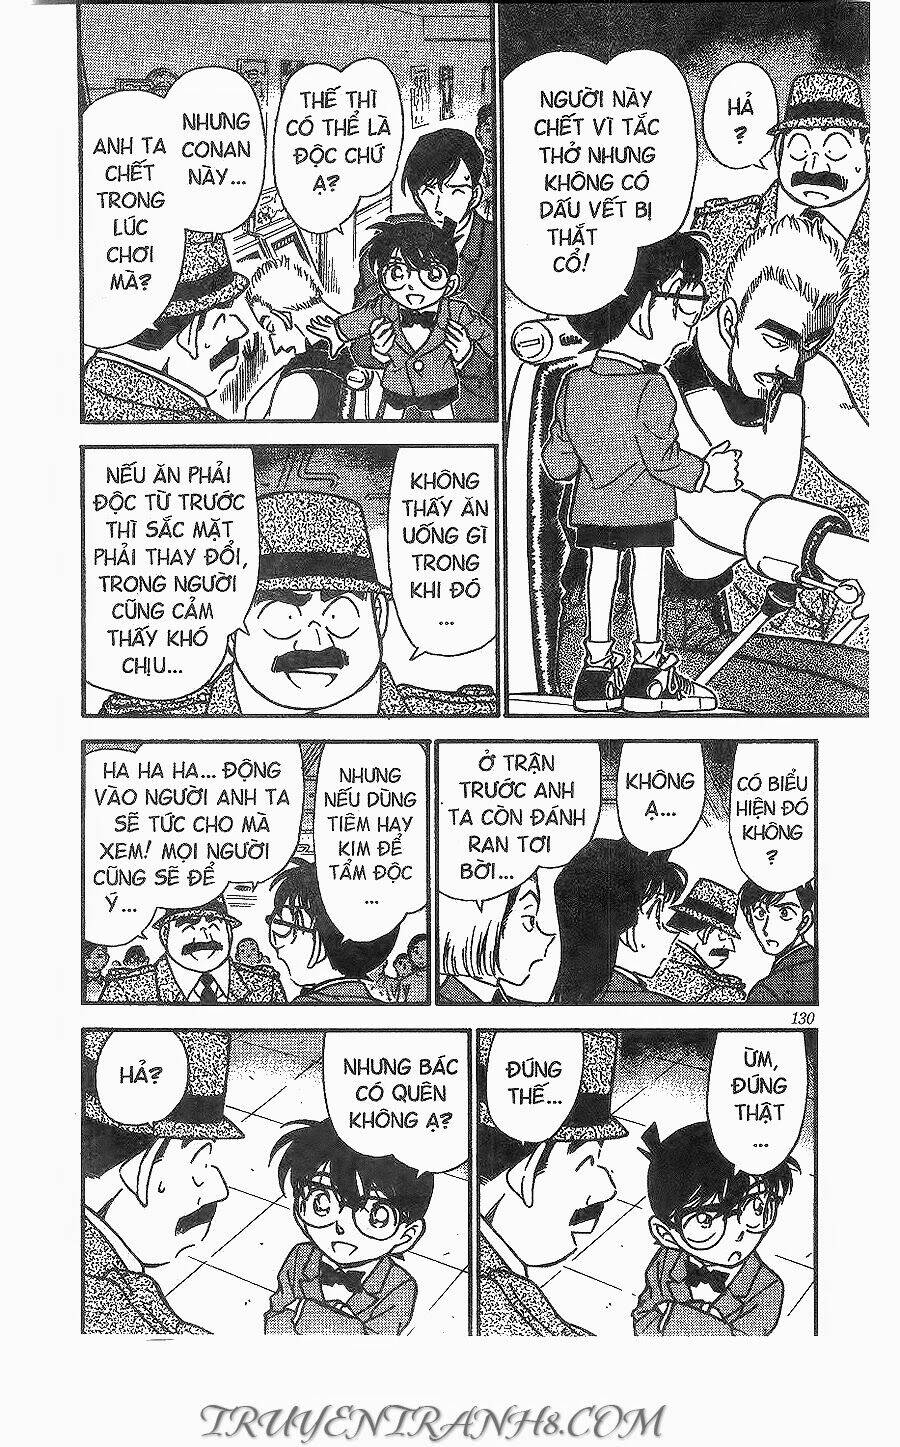 HẢ
?
NGƯỜI NÀY
CHẾT VÌ TẮC
THỞ NHƯNG
KHÔNG CÓ
DẤU VẾT BỊ
THẮT
CỔ!
THẾ THÌ
CÓ THỂ LÀ
ĐỘC CHỨ
Ạ?
NHƯNG
CONAN
NÀY...
ANH TA
CHẾT
TRONG
LÚC
CHƠI
MÀ?
KHÔNG
THẤY ĂN
UỐNG GÌ
TRONG
KHI ĐÓ
...
NẾU ĂN PHẢI
ĐỘC TỪ TRƯỚC
THÌ SẮC MẶT
PHẢI THAY ĐỔI,
TRONG NGƯỜI
CŨNG CẢM
THẤY KHÓ
CHỊU...
CÓ BIỂU
HIỆN ĐÓ
KHÔNG
?
KHÔNG
Ạ...
Ở TRẬN
TRƯỚC ANH
TA CÒN ĐÁNH
RAN TƠI
BỜI...
NHƯNG
NẾU DÙNG
TIÊM HAY
KIM ĐỂ
TẨM ĐỘC
...
HA HA HA... ĐỘNG
VÀO NGƯỜI ANH TA
SẼ TỨC CHO MÀ
XEM! MỌI NGƯỜI
CŨNG SẼ ĐỂ
Ý...
130
ỪM,
ĐÚNG
THẬT
...
ĐÚNG
THẾ...
NHƯNG BÁC
CÓ QUÊN
KHÔNG Ạ?
HẢ?
TRUYENTRANH8.COM